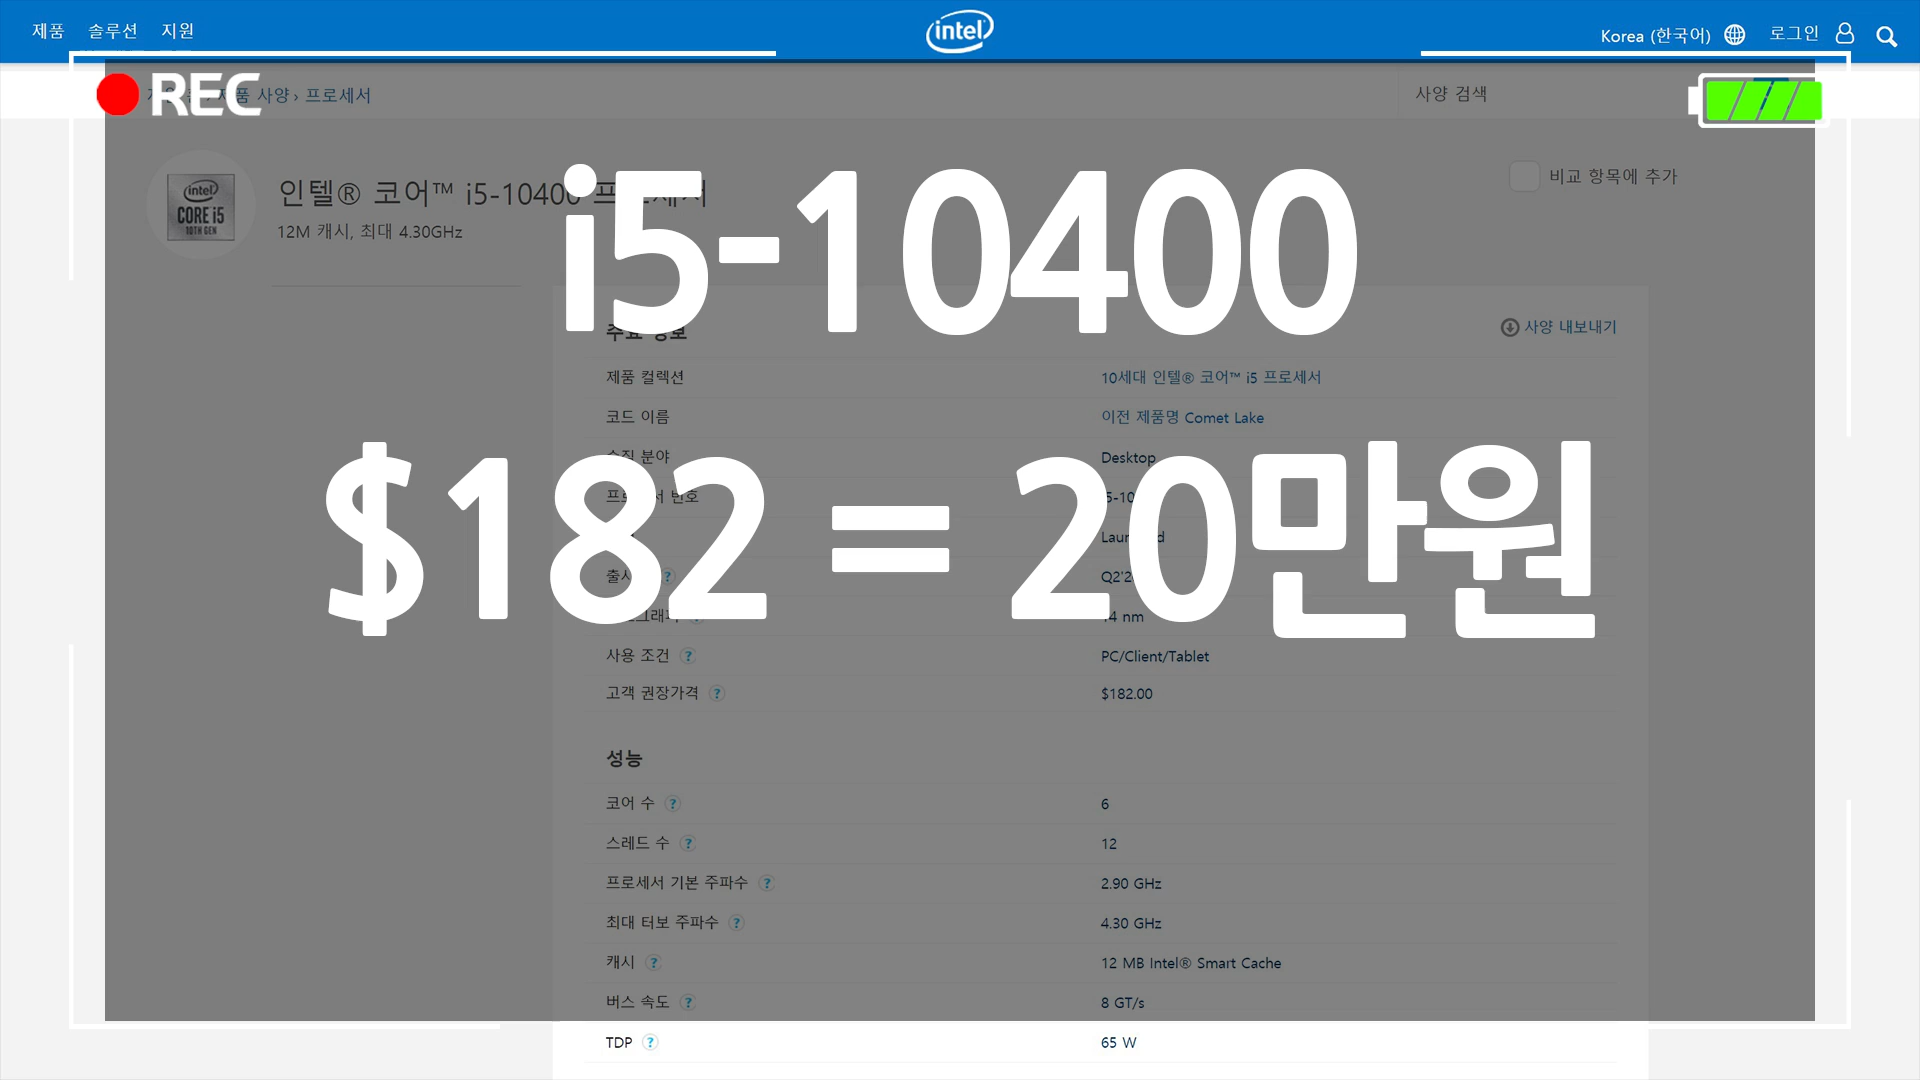 제품 솔루션 지원
intel
Korea (한국어) 로그인
REC
제품 사양 › 프로세서
사양 검색
intel CORE i5 10TH GEN
인텔® 코어™ i5-10400
12M 캐시, 최대 4.30GHz
비교 항목에 추가
i5-10400
사양 내보내기
제품 컬렉션 10세대 인텔® 코어™ i5 프로세서
코드 이름 이전 제품명 Comet Lake
분야 Desktop
$182 = 20만원
14 nm
사용 조건 ? PC/Client/Tablet
고객 권장가격 ? $182.00
성능
코어 수 ? 6
스레드 수 ? 12
프로세서 기본 주파수 ? 2.90 GHz
최대 터보 주파수 ? 4.30 GHz
캐시 ? 12 MB Intel® Smart Cache
버스 속도 ? 8 GT/s
TDP ? 65 W